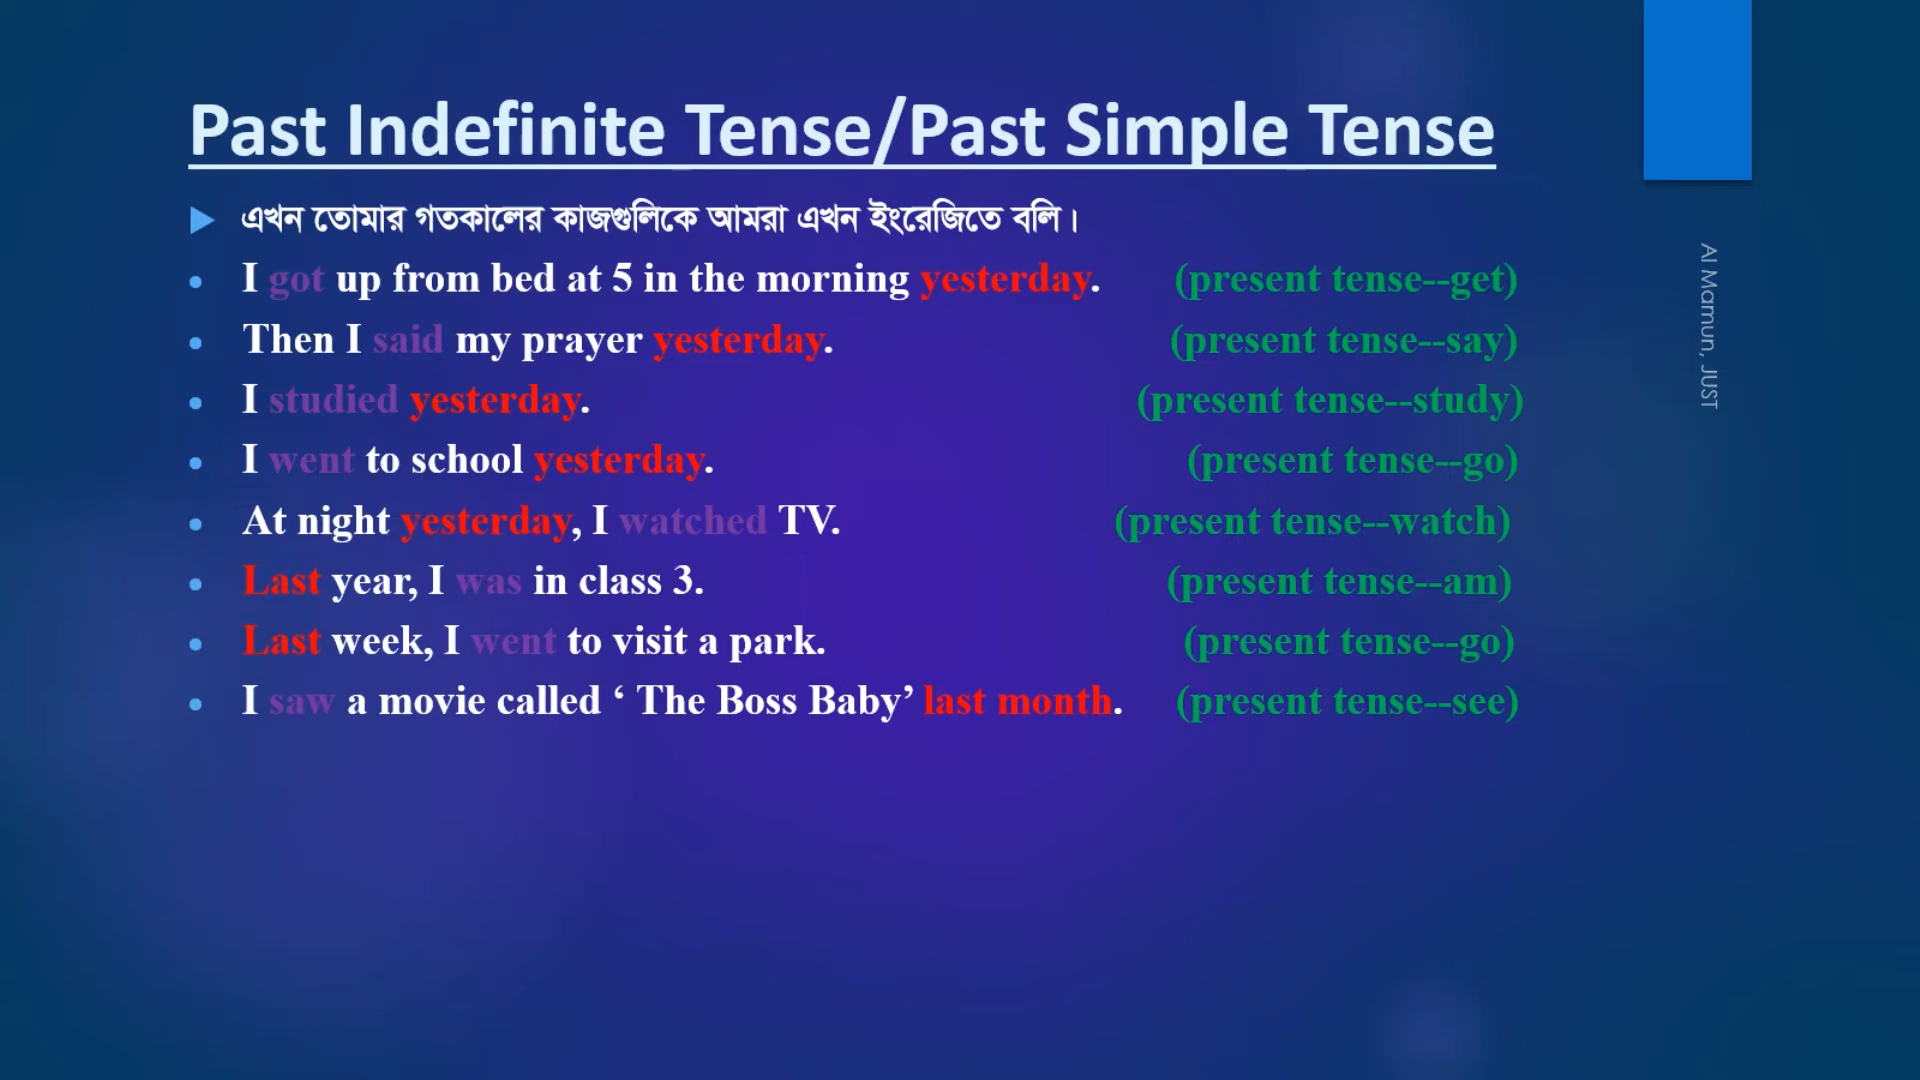 Past Indefinite Tense/Past Simple Tense
এখন তোমার গতকালের কাজগুলিকে আমরা এখন ইংরেজিতে বলি।
I got up from bed at 5 in the morning yesterday. (present tense--get)
Then I said my prayer yesterday. (present tense--say)
I studied yesterday. (present tense--study)
I went to school yesterday. (present tense--go)
At night yesterday, I watched TV. (present tense--watch)
Last year, I was in class 3. (present tense--am)
Last week, I went to visit a park. (present tense--go)
I saw a movie called ‘ The Boss Baby’ last month. (present tense--see)
Al Mamun, JUST